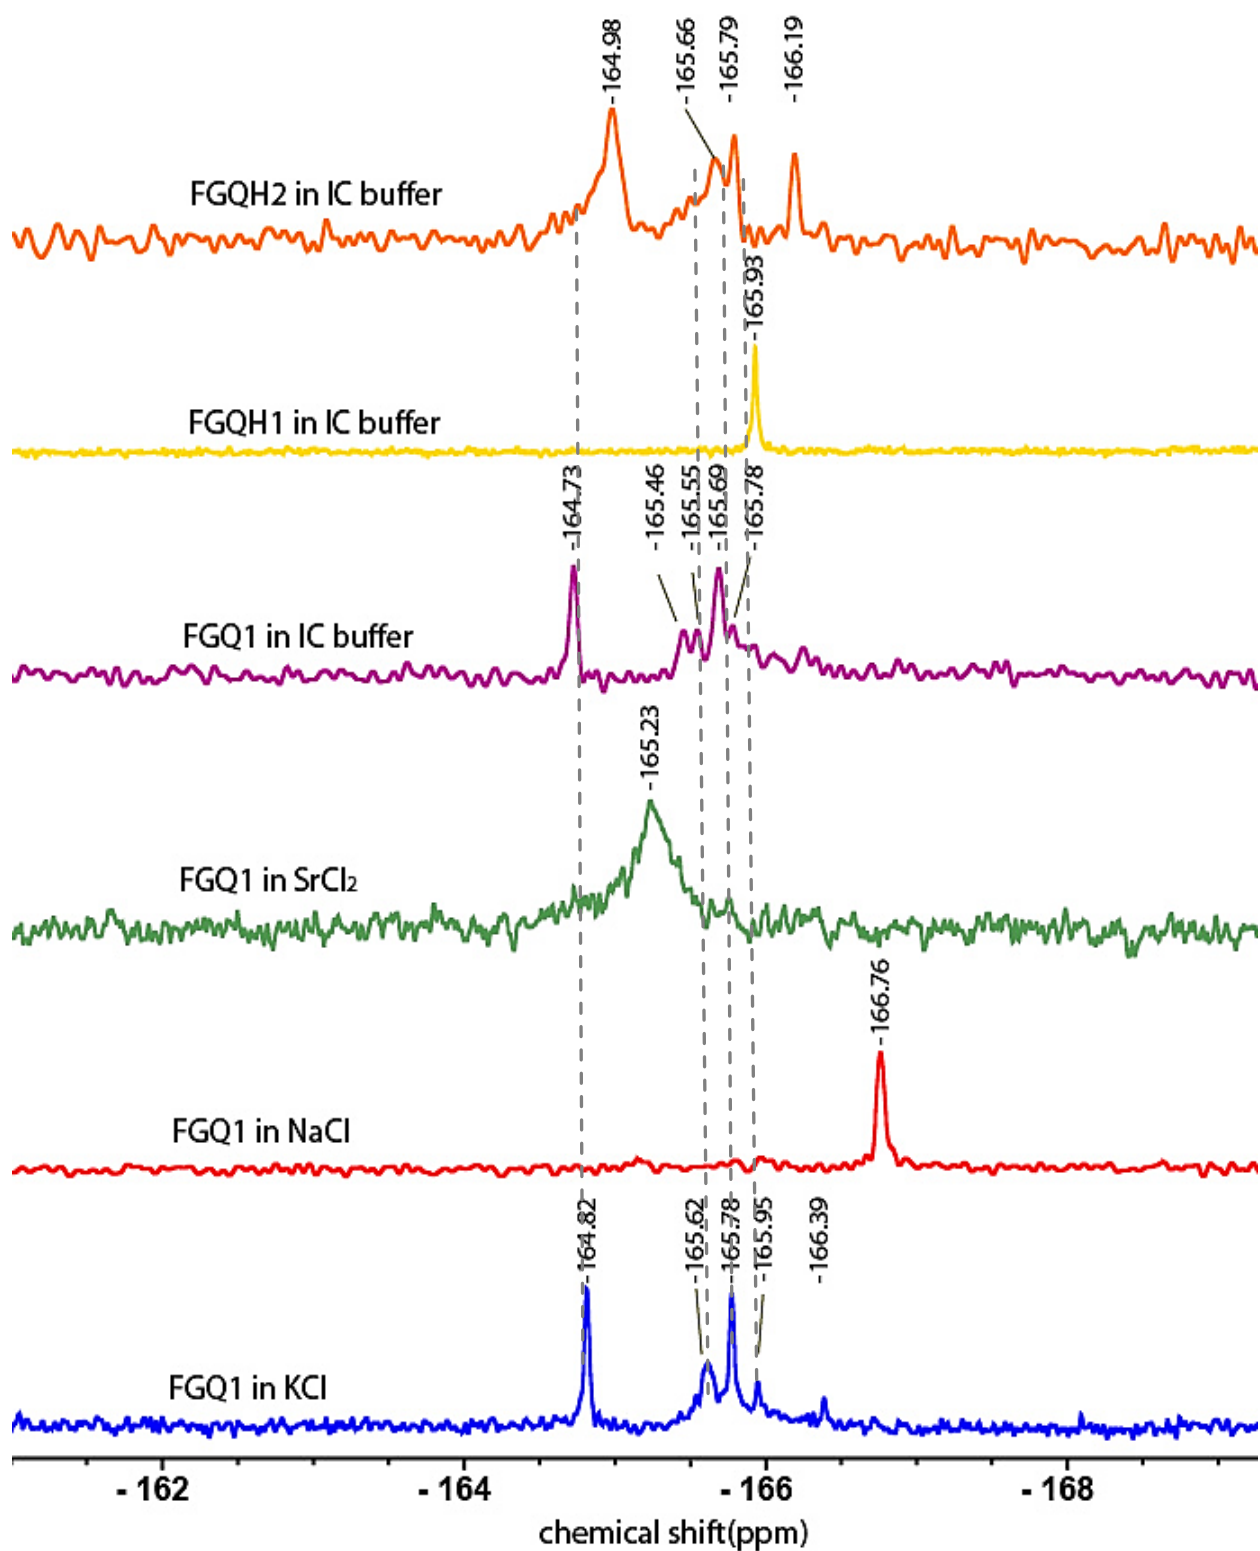 -164.98
-165.66
-165.79
-166.19
FGQH2 in IC buffer
-165.93
FGQH1 in IC buffer
-164.73
-165.46
-165.55
-165.69
-165.78
FGQ1 in IC buffer
-165.23
FGQ1 in SrCl2
-166.76
FGQ1 in NaCl
-164.82
-165.62
-165.78
-165.95
-166.39
FGQ1 in KCl
-162 -164 -166 -168
chemical shift(ppm)